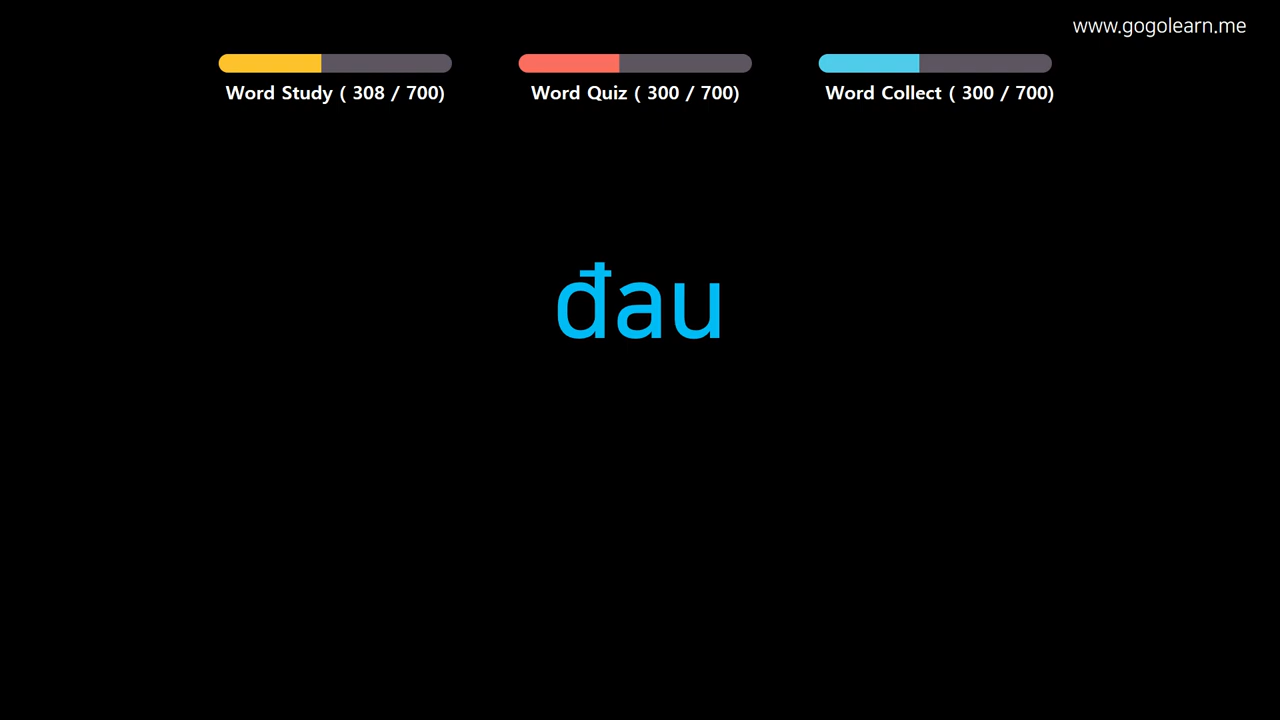 www.gogolearn.me
Word Study ( 308 / 700)
Word Quiz ( 300 / 700)
Word Collect ( 300 / 700)
đau